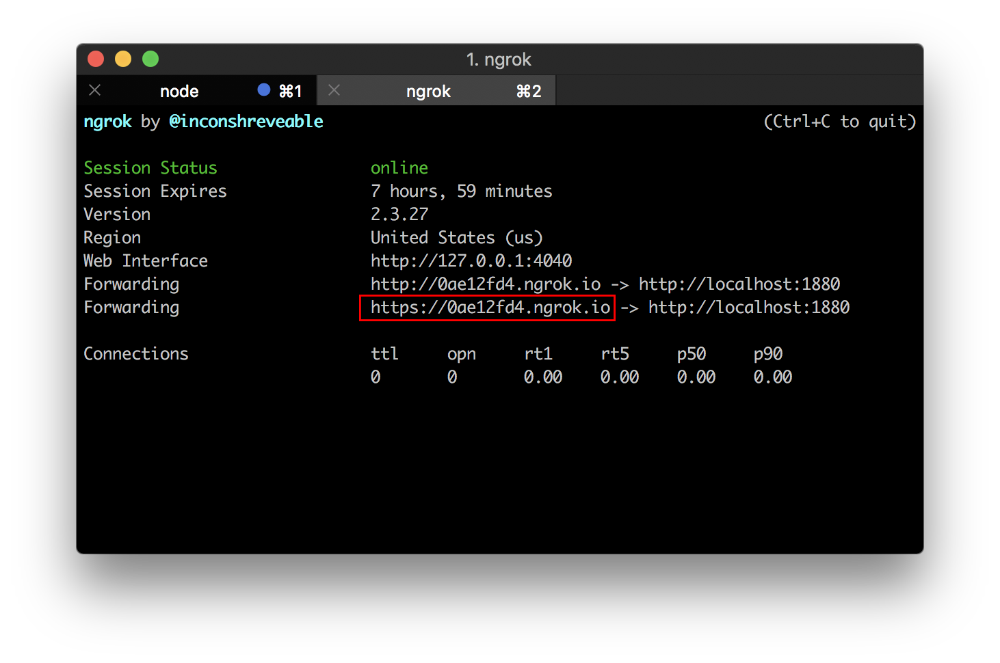 1. ngrok
node ⌘1 ngrok ⌘2
ngrok by @inconshreveable (Ctrl+C to quit)
Session Status online
Session Expires 7 hours, 59 minutes
Version 2.3.27
Region United States (us)
Web Interface http://127.0.0.1:4040
Forwarding http://0ae12fd4.ngrok.io -> http://localhost:1880
Forwarding https://0ae12fd4.ngrok.io -> http://localhost:1880
Connections ttl opn rt1 rt5 p50 p90
0 0 0.00 0.00 0.00 0.00